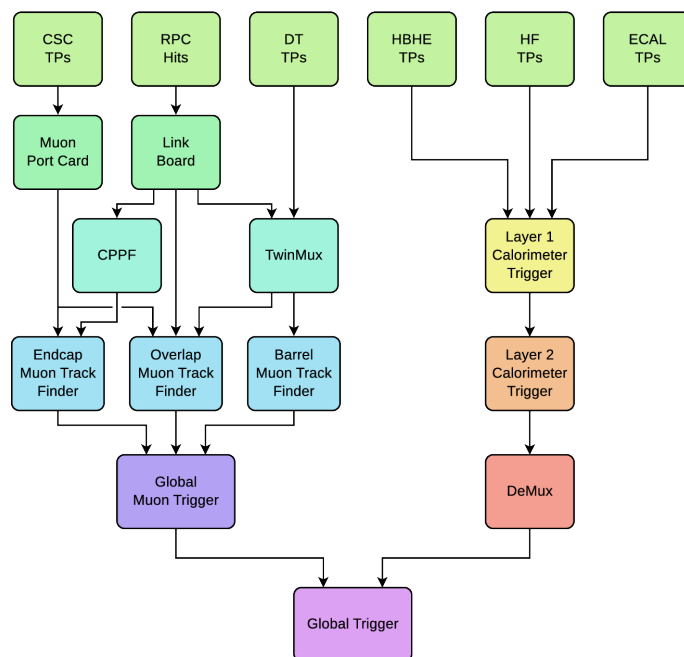 CSC
TPs
RPC
Hits
DT
TPs
HBHE
TPs
HF
TPs
ECAL
TPs
Muon
Port Card
Link
Board
CPPF
TwinMux
Layer 1
Calorimeter
Trigger
Endcap
Muon Track
Finder
Overlap
Muon Track
Finder
Barrel
Muon Track
Finder
Layer 2
Calorimeter
Trigger
Global
Muon Trigger
DeMux
Global Trigger